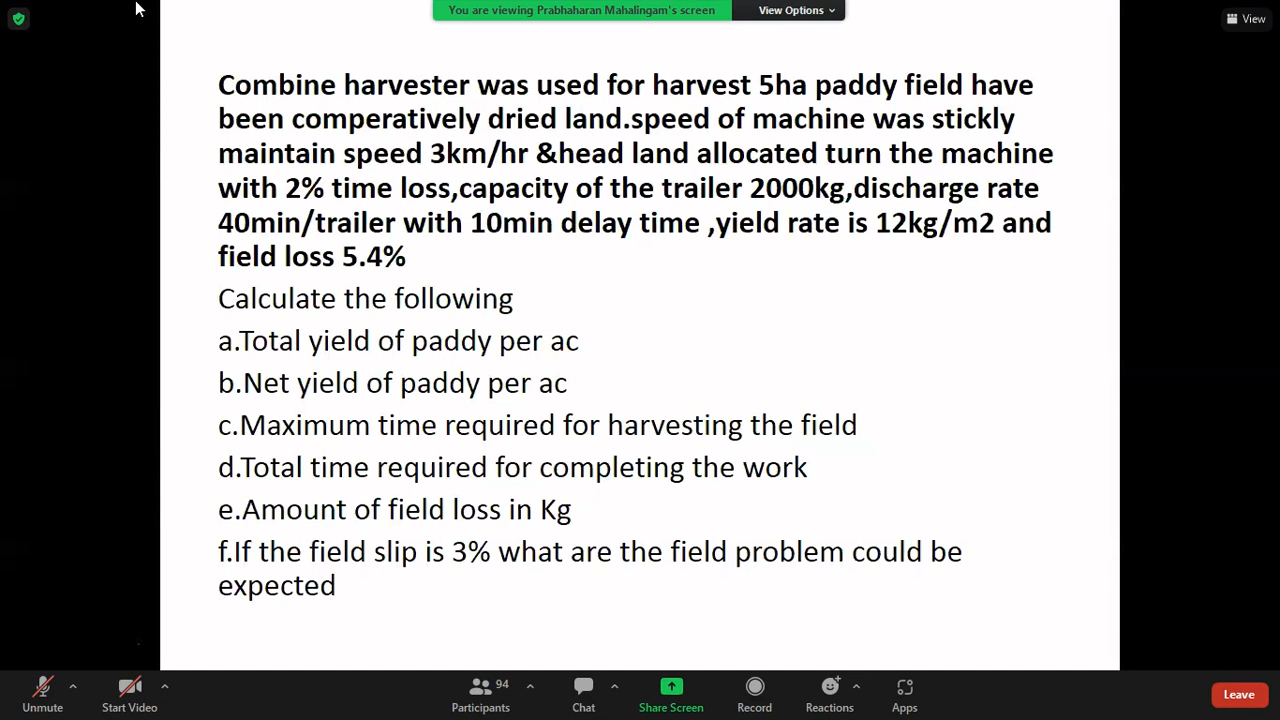 You are viewing Prabhaharan Mahalingam's screen
View Options
View
Combine harvester was used for harvest 5ha paddy field have
been comperatively dried land.speed of machine was stickly
maintain speed 3km/hr &head land allocated turn the machine
with 2% time loss,capacity of the trailer 2000kg,discharge rate
40min/trailer with 10min delay time ,yield rate is 12kg/m2 and
field loss 5.4%
Calculate the following
a.Total yield of paddy per ac
b.Net yield of paddy per ac
c.Maximum time required for harvesting the field
d.Total time required for completing the work
e.Amount of field loss in Kg
f.If the field slip is 3% what are the field problem could be
expected
Unmute
Start Video
94
Participants
Chat
Share Screen
Record
Reactions
Apps
Leave